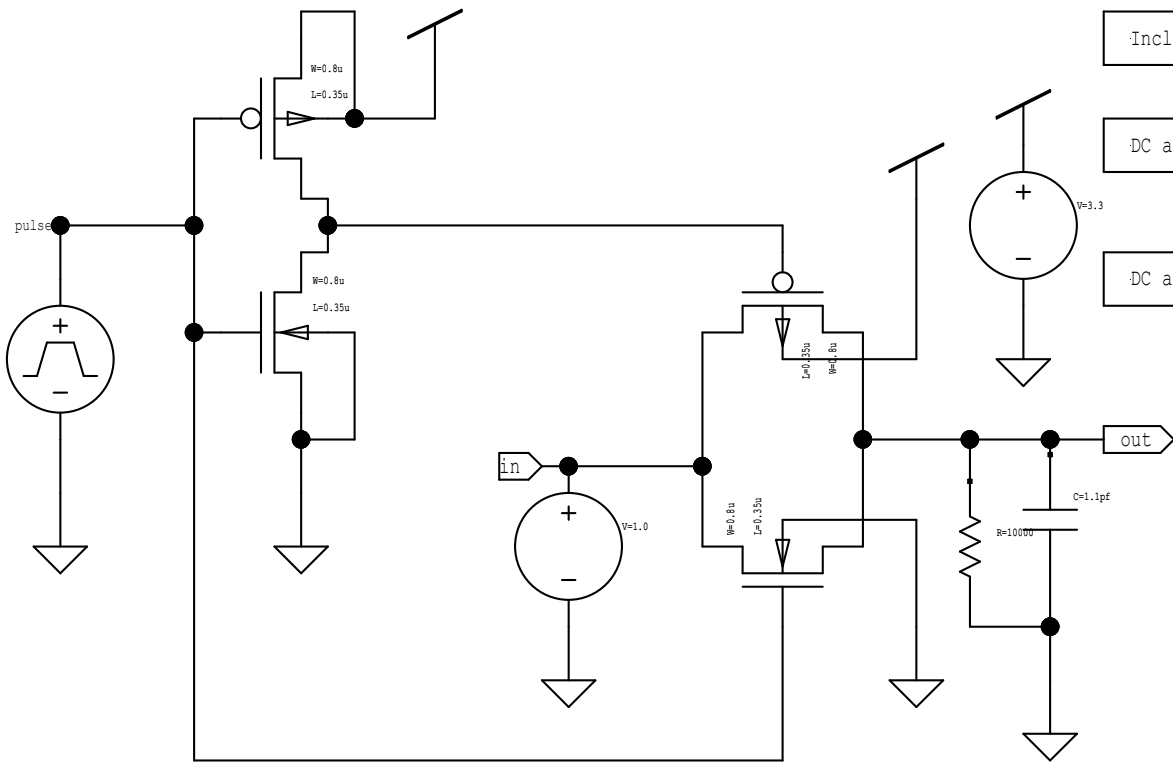 W=0.8u
L=0.35u
pulse
W=0.8u
L=0.35u
+
−
+
−
V=3.3
Incl
DC a
DC a
L=0.35u
W=0.8u
in
+
−
V=1.0
W=0.8u
L=0.35u
out
C=1.1pf
R=10000